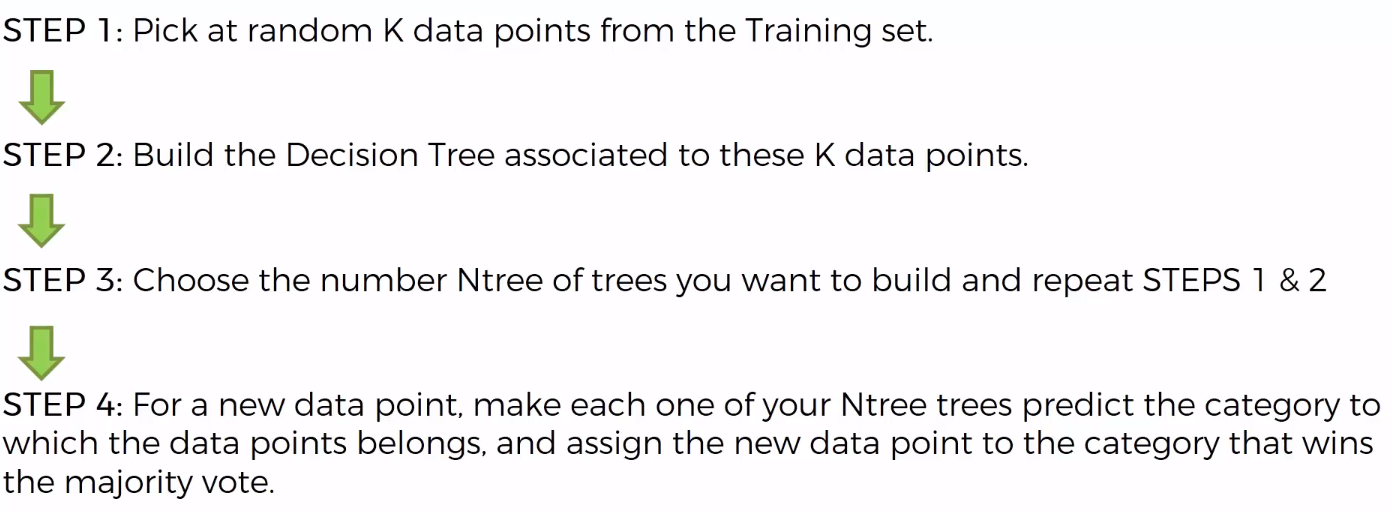 STEP 1: Pick at random K data points from the Training set.
STEP 2: Build the Decision Tree associated to these K data points.
STEP 3: Choose the number Ntree of trees you want to build and repeat STEPS 1 & 2
STEP 4: For a new data point, make each one of your Ntree trees predict the category to
which the data points belongs, and assign the new data point to the category that wins
the majority vote.